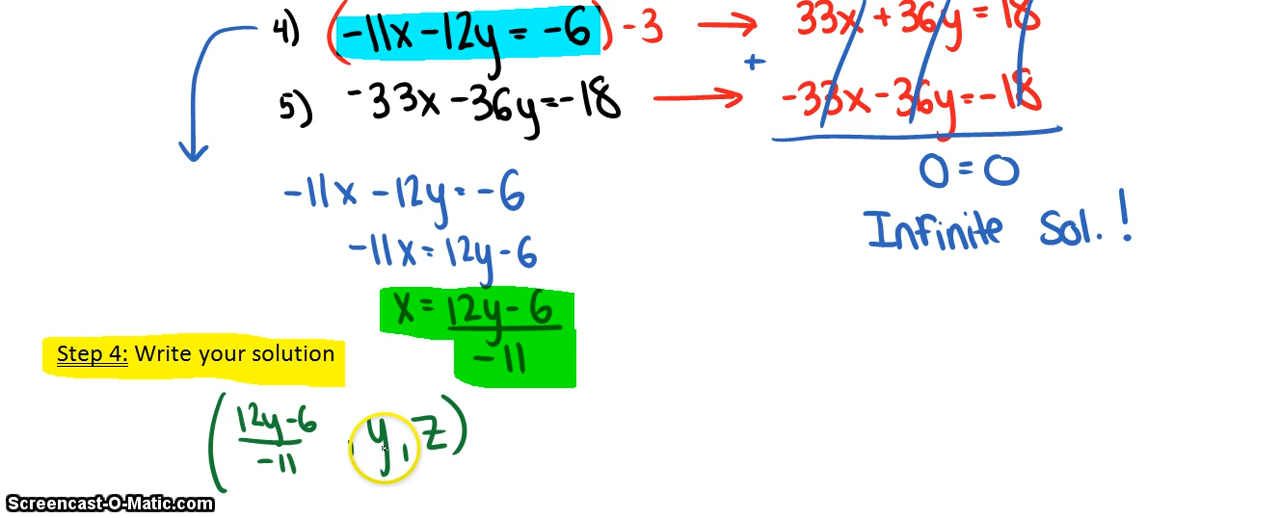 4) (-11x-12y=-6)-3 → 33x+36y=18
+
5) -33x-36y=-18 → -33x-36y=-18
0=0
-11x-12y=-6
Infinite Sol.!
-11x=12y-6
x=12y-6
-11
Step 4: Write your solution
(12y-6, y, z)
-11
Screencast-O-Matic.com